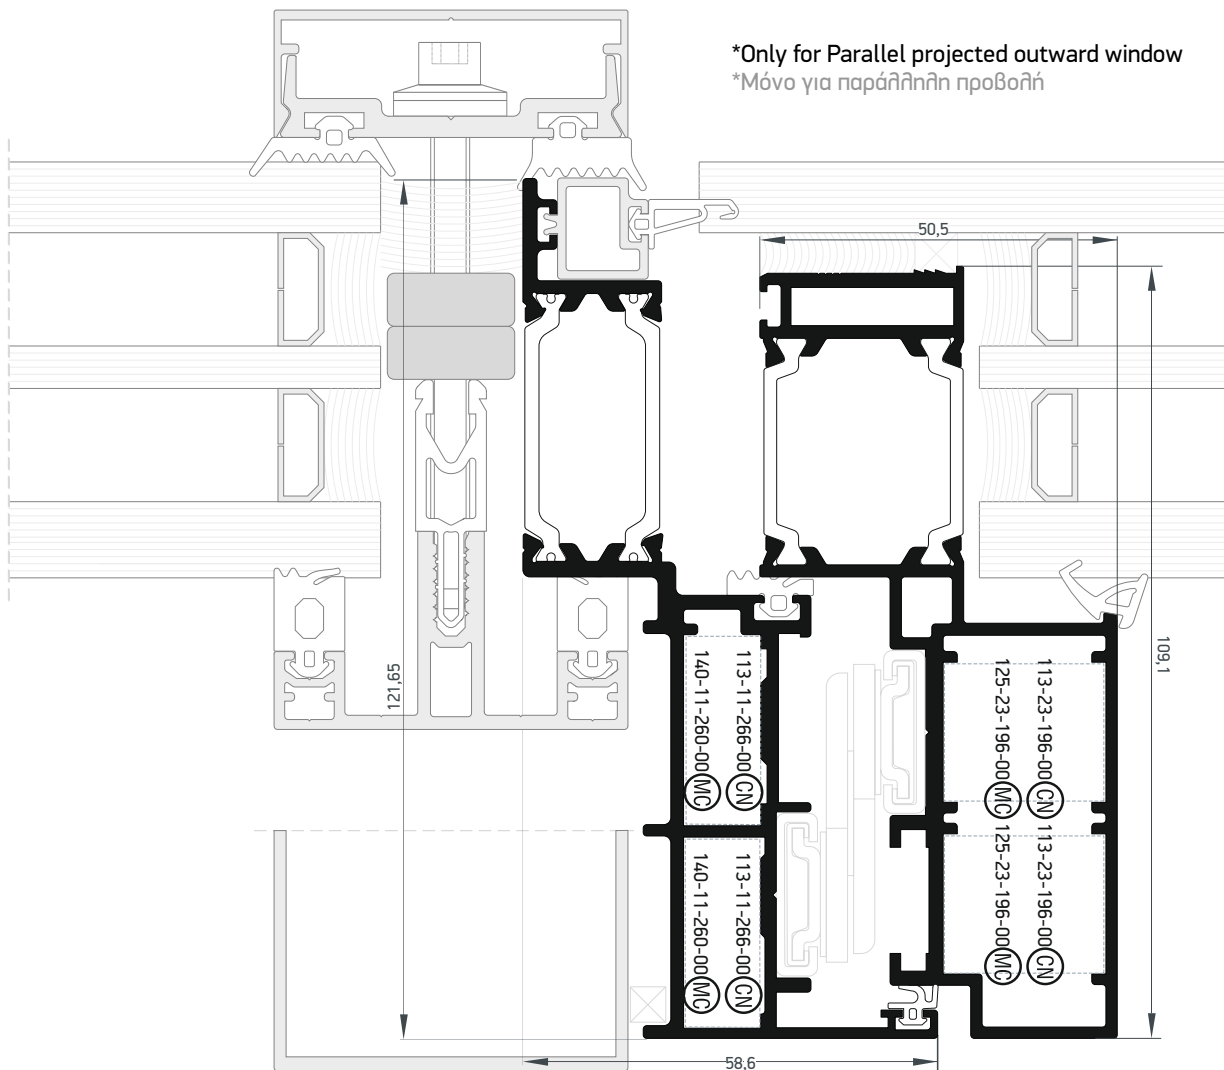 *Only for Parallel projected outward window
*Μόνο για παράλληλη προβολή
50,5
121,65
109,1
140-11-260-00 MC
113-11-266-00 CN
125-23-196-00 MC
113-23-196-00 CN
140-11-260-00 MC
113-11-266-00 CN
125-23-196-00 MC
113-23-196-00 CN
58,6